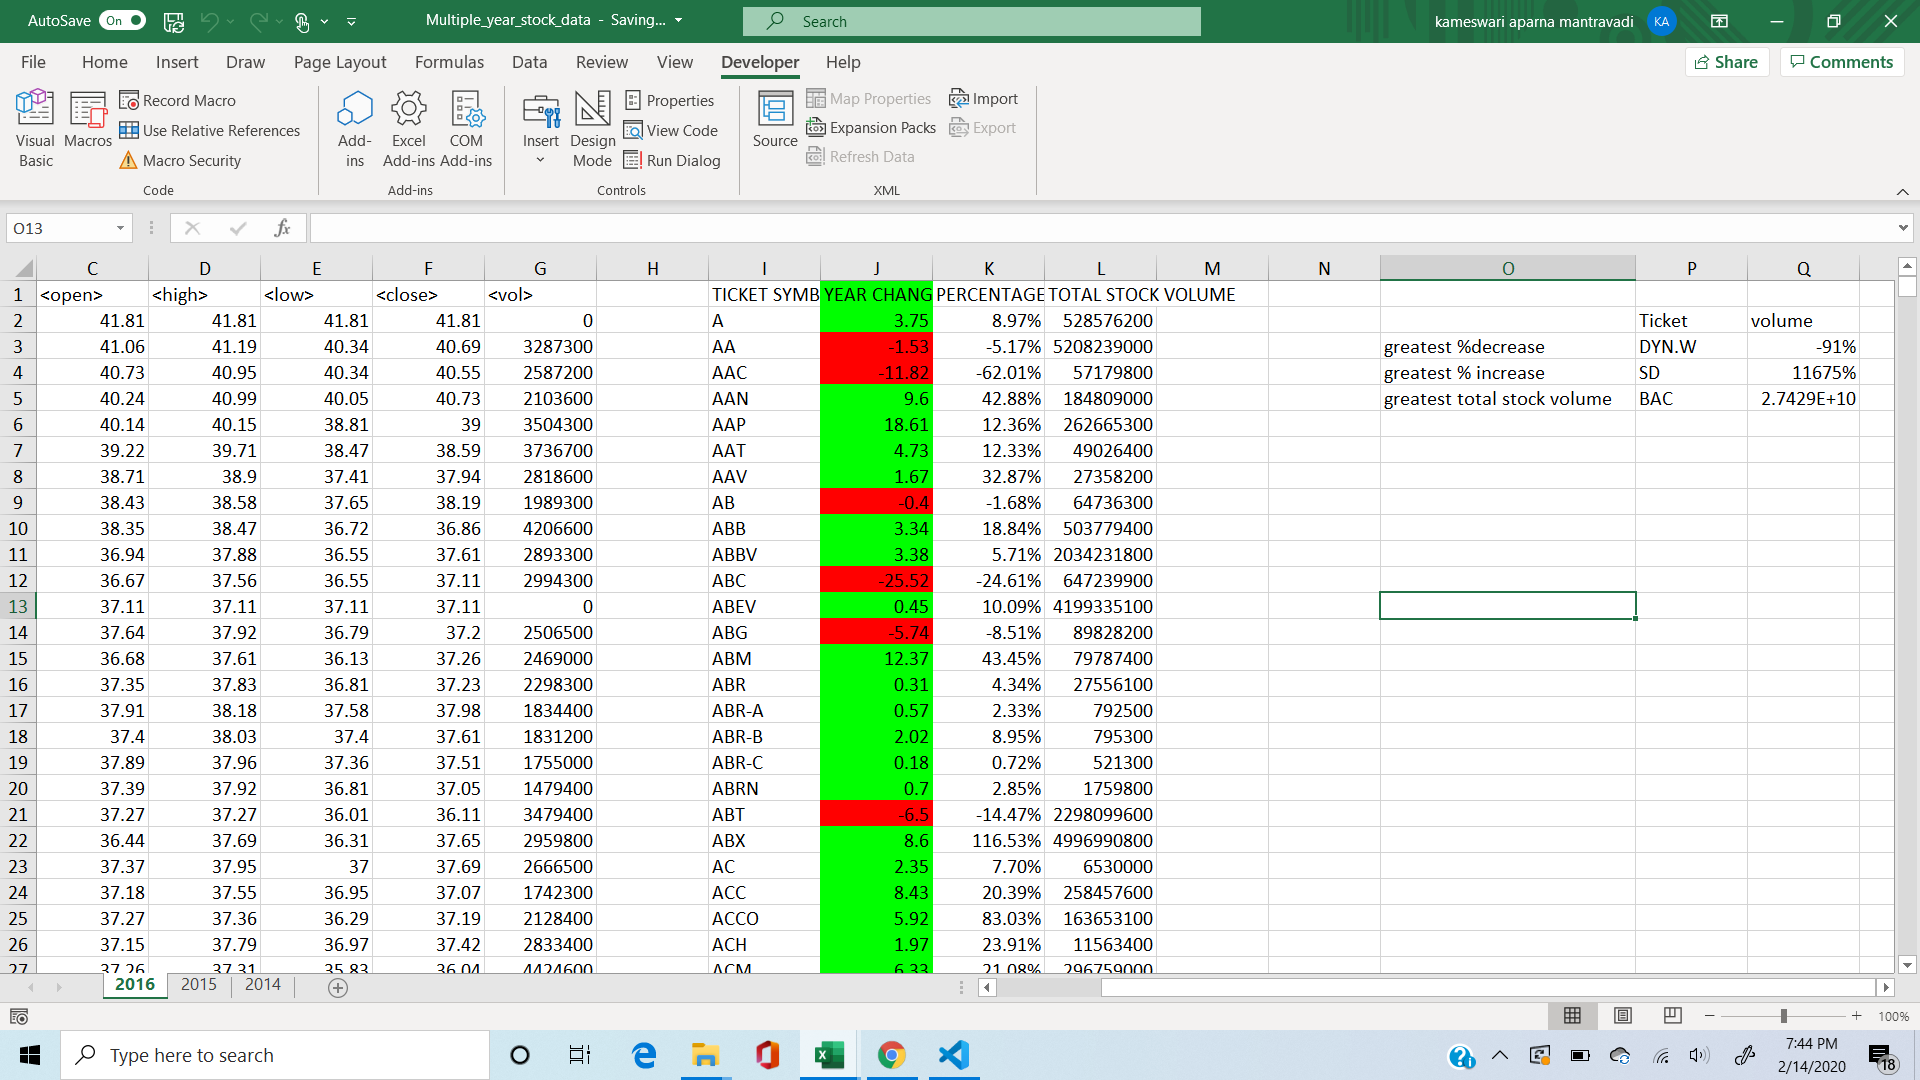 AutoSave On Multiple_year_stock_data - Saving... Search kameswari aparna mantravadi KA
File Home Insert Draw Page Layout Formulas Data Review View Developer Help Share Comments
Visual Basic Macros Record Macro Use Relative References Macro Security Code
Add-ins Excel Add-ins COM Add-ins Add-ins
Insert Design Mode Properties View Code Run Dialog Controls
Source Map Properties Expansion Packs Refresh Data Import Export XML
O13 fx
C D E F G H I J K L M N O P Q
1 <open> <high> <low> <close> <vol> TICKET SYMB YEAR CHANG PERCENTAGE TOTAL STOCK VOLUME
2 41.81 41.81 41.81 41.81 0 A 3.75 8.97% 528576200 Ticket volume
3 41.06 41.19 40.34 40.69 3287300 AA -1.53 -5.17% 5208239000 greatest %decrease DYN.W -91%
4 40.73 40.95 40.34 40.55 2587200 AAC -11.82 -62.01% 57179800 greatest % increase SD 11675%
5 40.24 40.99 40.05 40.73 2103600 AAN 9.6 42.88% 184809000 greatest total stock volume BAC 2.7429E+10
6 40.14 40.15 38.81 39 3504300 AAP 18.61 12.36% 262665300
7 39.22 39.71 38.47 38.59 3736700 AAT 4.73 12.33% 49026400
8 38.71 38.9 37.41 37.94 2818600 AAV 1.67 32.87% 27358200
9 38.43 38.58 37.65 38.19 1989300 AB -0.4 -1.68% 64736300
10 38.35 38.47 36.72 36.86 4206600 ABB 3.34 18.84% 503779400
11 36.94 37.88 36.55 37.61 2893300 ABBV 3.38 5.71% 2034231800
12 36.67 37.56 36.55 37.11 2994300 ABC -25.52 -24.61% 647239900
13 37.11 37.11 37.11 37.11 0 ABEV 0.45 10.09% 4199335100
14 37.64 37.92 36.79 37.2 2506500 ABG -5.74 -8.51% 89828200
15 36.68 37.61 36.13 37.26 2469000 ABM 12.37 43.45% 79787400
16 37.35 37.83 36.81 37.23 2298300 ABR 0.31 4.34% 27556100
17 37.91 38.18 37.58 37.98 1834400 ABR-A 0.57 2.33% 792500
18 37.4 38.03 37.4 37.61 1831200 ABR-B 2.02 8.95% 795300
19 37.89 37.96 37.36 37.51 1755000 ABR-C 0.18 0.72% 521300
20 37.39 37.92 36.81 37.05 1479400 ABRN 0.7 2.85% 1759800
21 37.27 37.27 36.01 36.11 3479400 ABT -6.5 -14.47% 2298099600
22 36.44 37.69 36.31 37.65 2959800 ABX 8.6 116.53% 4996990800
23 37.37 37.95 37 37.69 2666500 AC 2.35 7.70% 6530000
24 37.18 37.55 36.95 37.07 1742300 ACC 8.43 20.39% 258457600
25 37.27 37.36 36.29 37.19 2128400 ACCO 5.92 83.03% 163653100
26 37.15 37.79 36.97 37.42 2833400 ACH 1.97 23.91% 11563400
27 37.26 37.31 35.83 36.04 4424600 ACM 6.33 21.08% 296759000
2016 2015 2014
100%
Type here to search
7:44 PM
2/14/2020
18